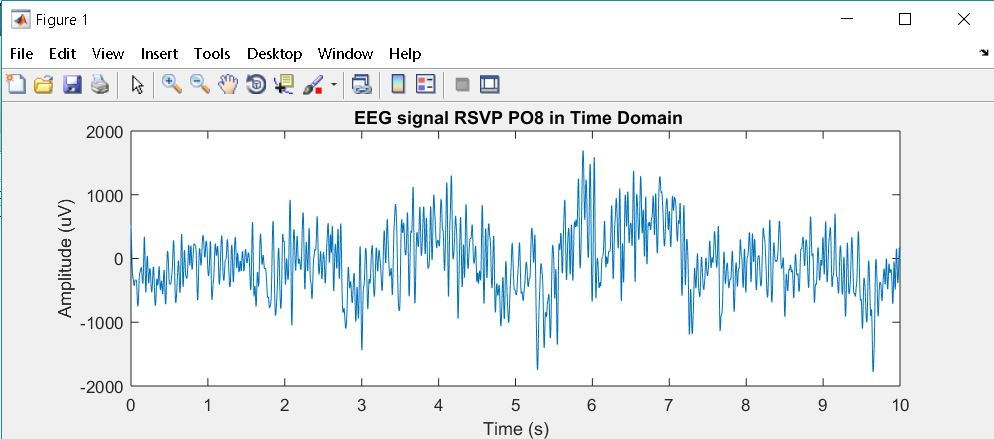 Figure 1
File Edit View Insert Tools Desktop Window Help
EEG signal RSVP PO8 in Time Domain
2000
1000
0
-1000
-2000
Amplitude (uV)
0 1 2 3 4 5 6 7 8 9 10
Time (s)